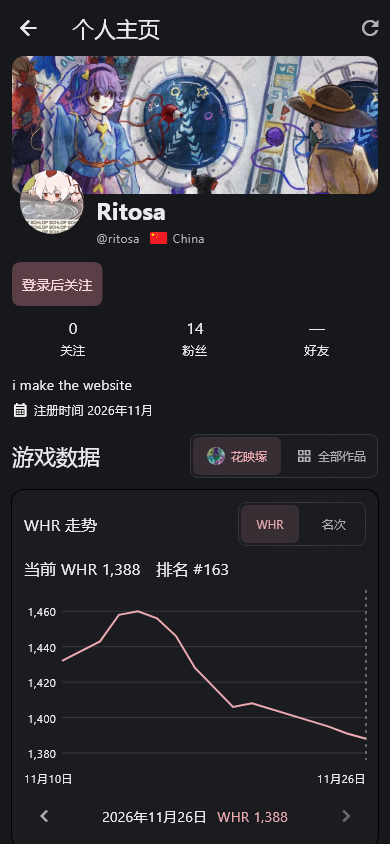 个人主页
SCHLOP SCHLOP SCHLOP
Ritosa
@ritosa China
登录后关注
0 14 —
关注 粉丝 好友
i make the website
注册时间 2026年11月
游戏数据 花映塚 全部作品
WHR 走势 WHR 名次
当前 WHR 1,388 排名 #163
1,460
1,440
1,420
1,400
1,380
11月10日 11月26日
2026年11月26日 WHR 1,388